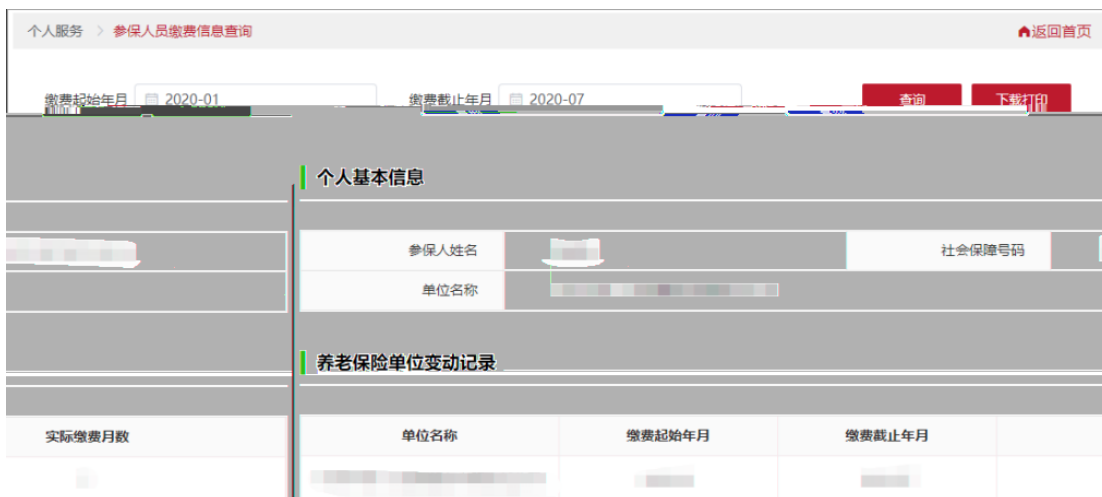 个人服务 > 参保人员缴费信息查询 返回首页
缴费起始年月 2020-01 缴费截止年月 2020-07 查询 下载打印
个人基本信息
参保人姓名 社会保障号码
单位名称
养老保险单位变动记录
实际缴费月数 单位名称 缴费起始年月 缴费截止年月